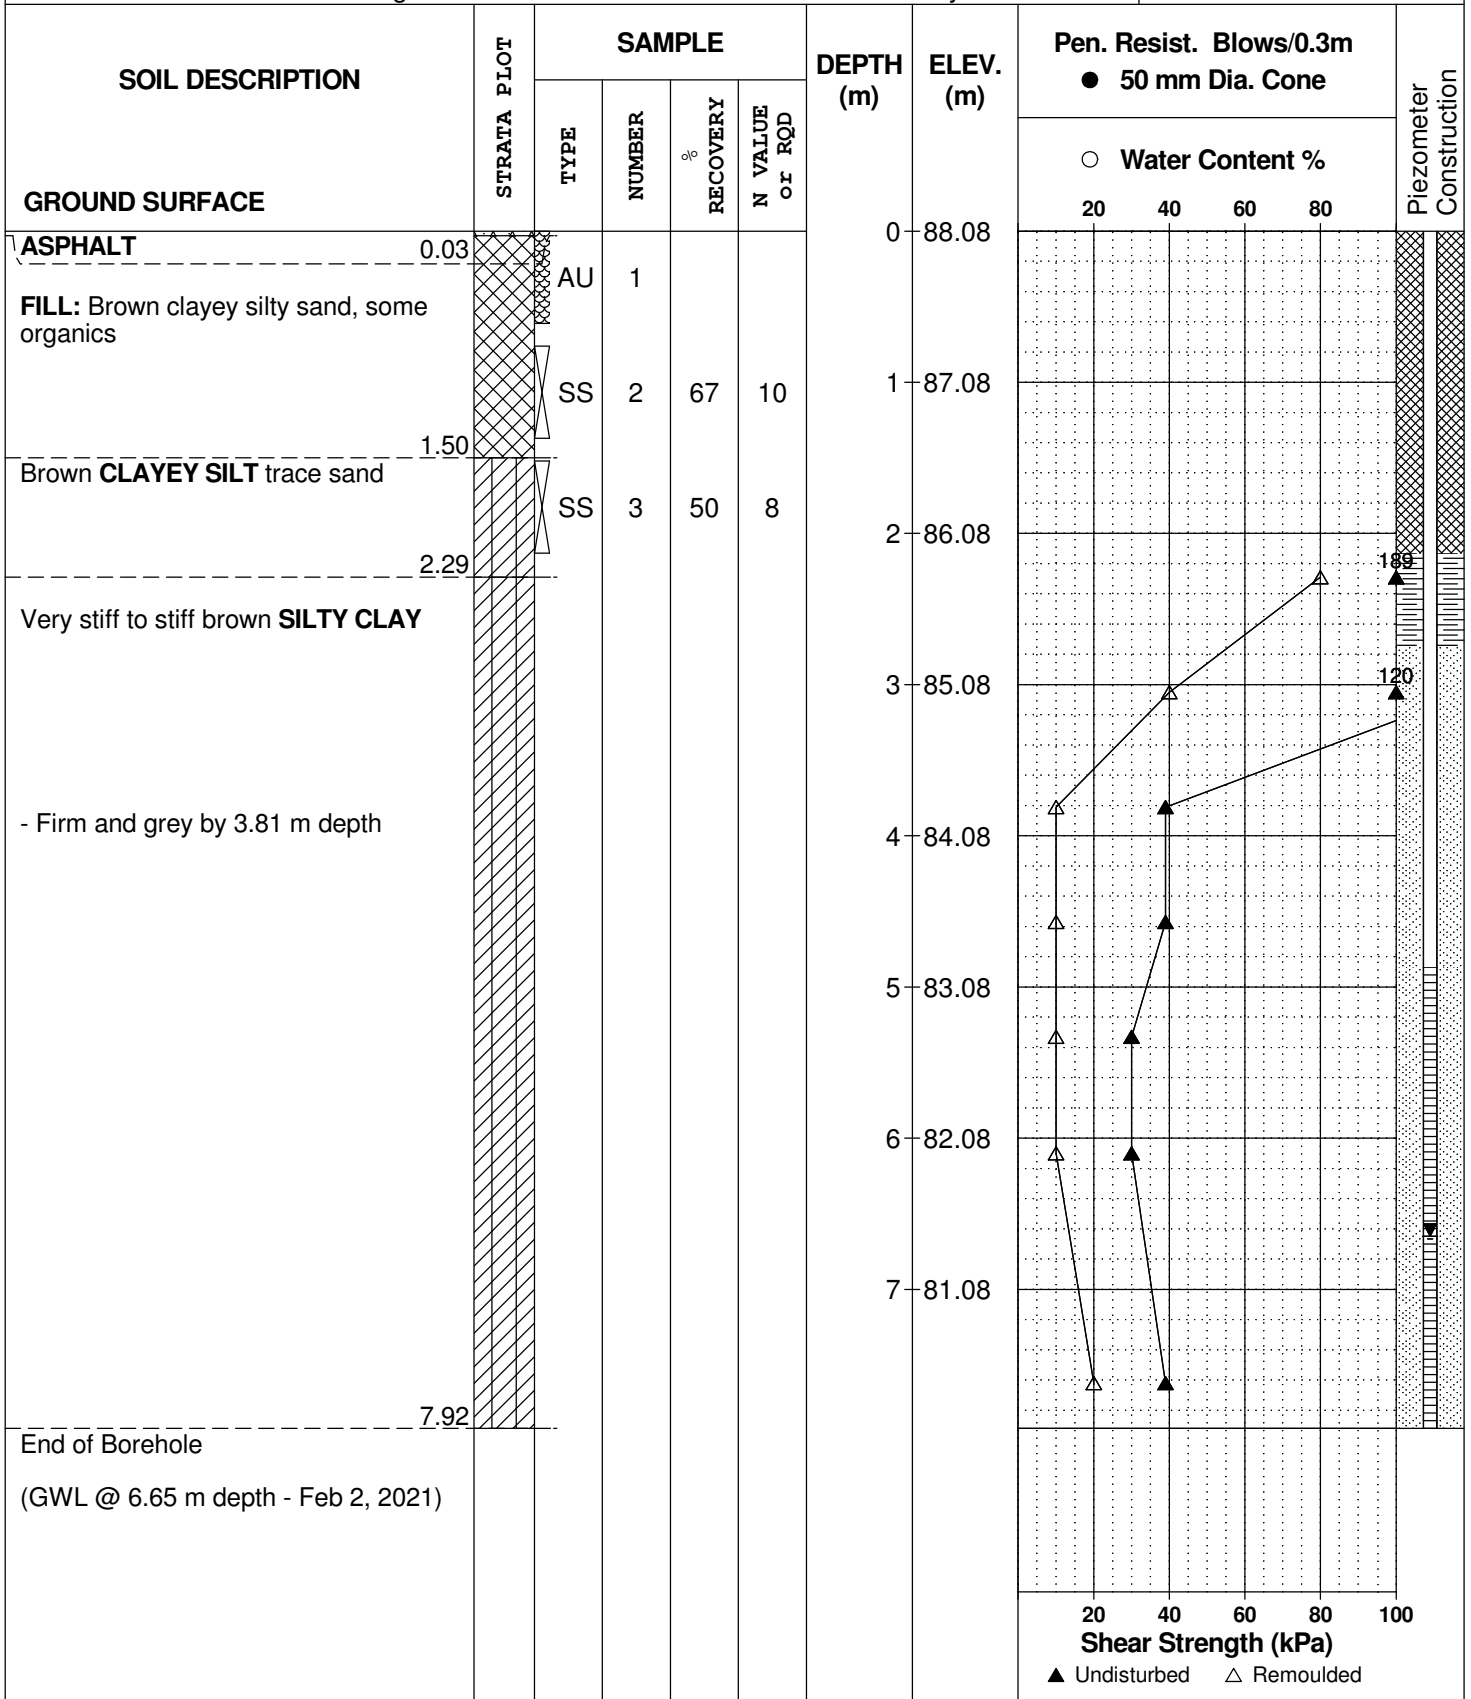 SOIL DESCRIPTION
GROUND SURFACE
STRATA PLOT
SAMPLE
TYPE
NUMBER
%
RECOVERY
N VALUE
or RQD
DEPTH
(m)
ELEV.
(m)
Pen. Resist. Blows/0.3m
● 50 mm Dia. Cone
○ Water Content %
20 40 60 80
Piezometer
Construction
0 88.08
ASPHALT 0.03
AU 1
FILL: Brown clayey silty sand, some
organics
1 87.08
SS 2 67 10
1.50
Brown CLAYEY SILT trace sand
SS 3 50 8
2 86.08
2.29
189
Very stiff to stiff brown SILTY CLAY
120
3 85.08
- Firm and grey by 3.81 m depth
4 84.08
5 83.08
6 82.08
7 81.08
7.92
End of Borehole
(GWL @ 6.65 m depth - Feb 2, 2021)
20 40 60 80 100
Shear Strength (kPa)
▲ Undisturbed △ Remoulded